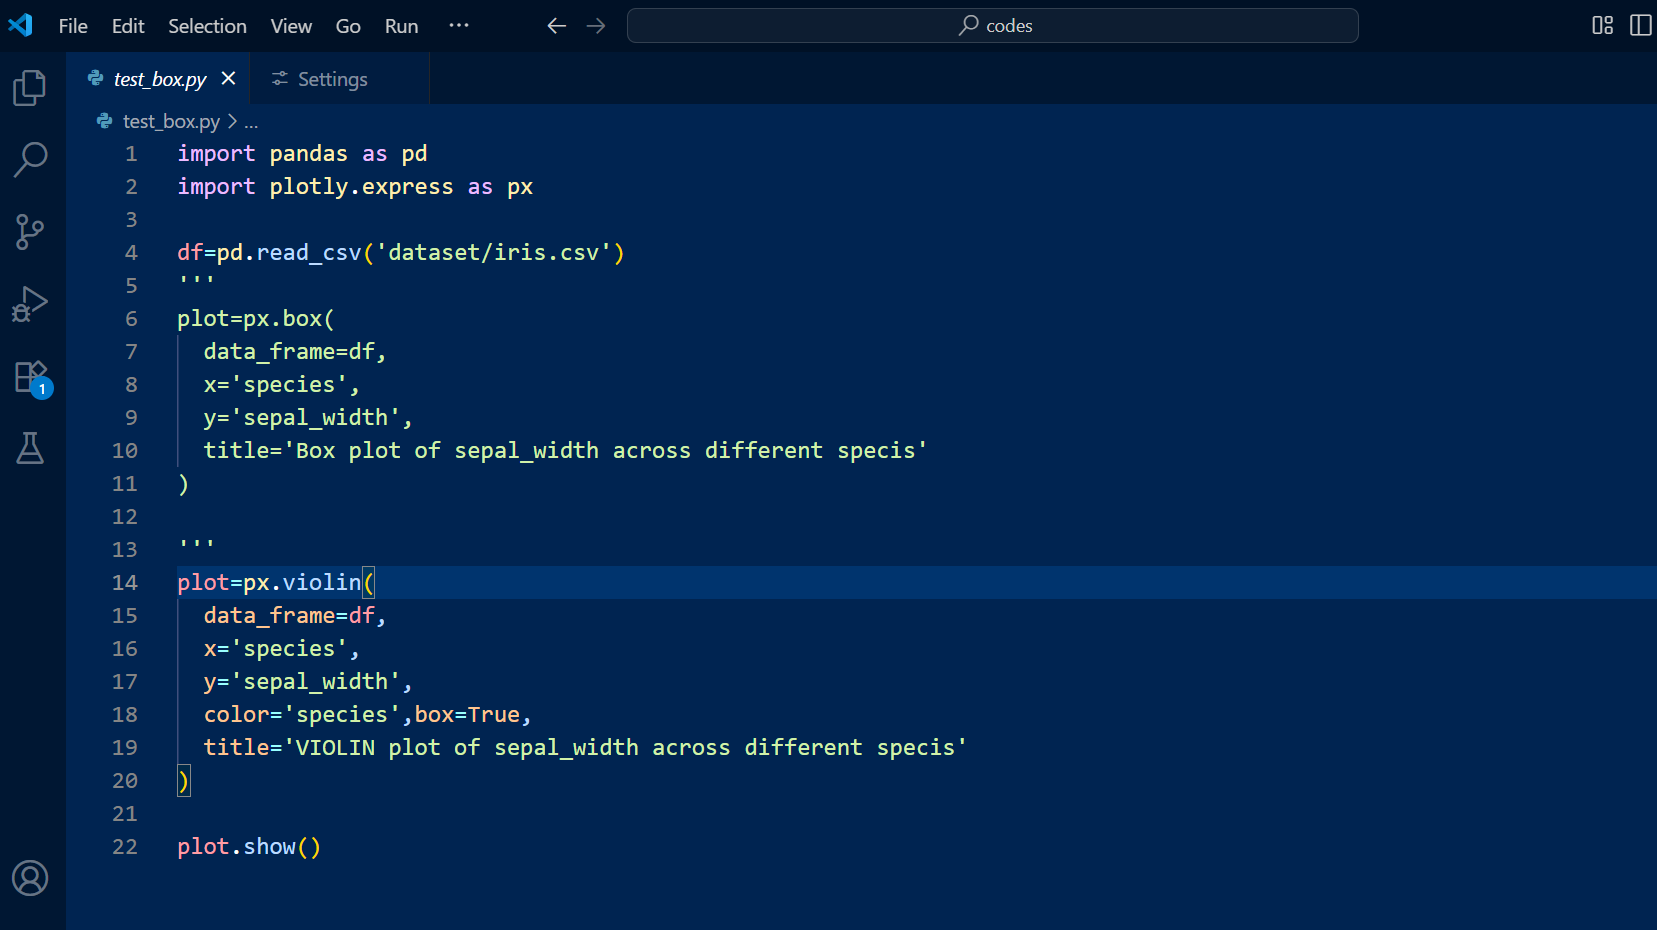 File Edit Selection View Go Run ...
codes
test_box.py Settings
test_box.py > ...
1 import pandas as pd
2 import plotly.express as px
3
4 df=pd.read_csv('dataset/iris.csv')
5 '''
6 plot=px.box(
7   data_frame=df,
8   x='species',
9   y='sepal_width',
10   title='Box plot of sepal_width across different specis'
11 )
12
13 '''
14 plot=px.violin(
15   data_frame=df,
16   x='species',
17   y='sepal_width',
18   color='species',box=True,
19   title='VIOLIN plot of sepal_width across different specis'
20 )
21
22 plot.show()
1